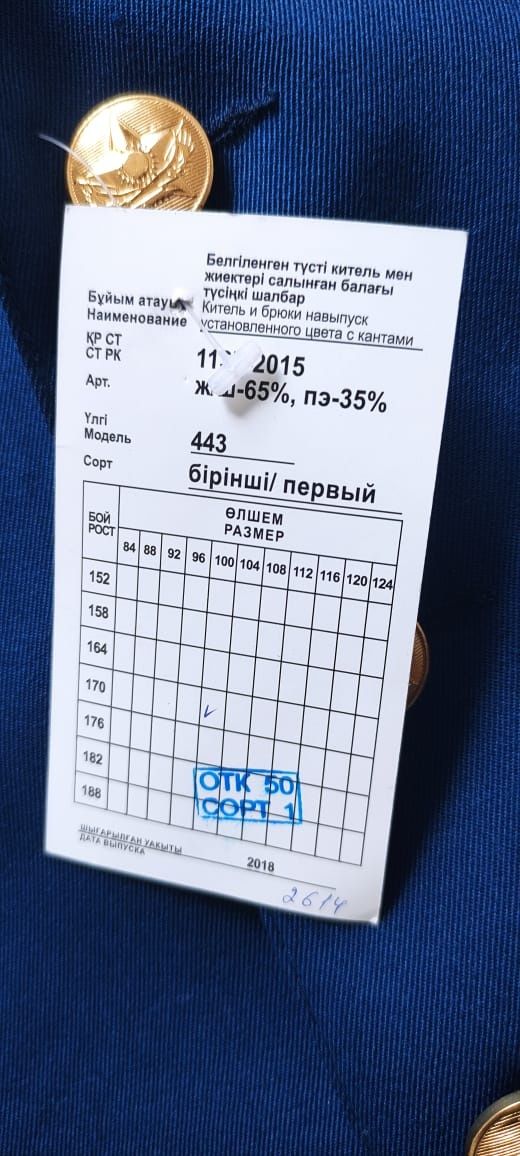 Белгіленген түсті китель мен
жиектері салынған балағы
Бұйым түсіңкі шалбар
Наименование Китель и брюки навыпуск
установленного цвета с кантами
ҚР СТ
СТ РК 2015
Арт. -65%, пэ-35%
Үлгі
Модель 443
Сорт бірінші/ первый
БОЙ ӨЛШЕМ
РОСТ РАЗМЕР
84 88 92 96 100 104 108 112 116 120 124
152
158
164
170
176
182
188
ОТК 50
СОРТ 1
ШЫҒАРЫЛҒАН УАҚЫТЫ
ДАТА ВЫПУСКА 2018
2614